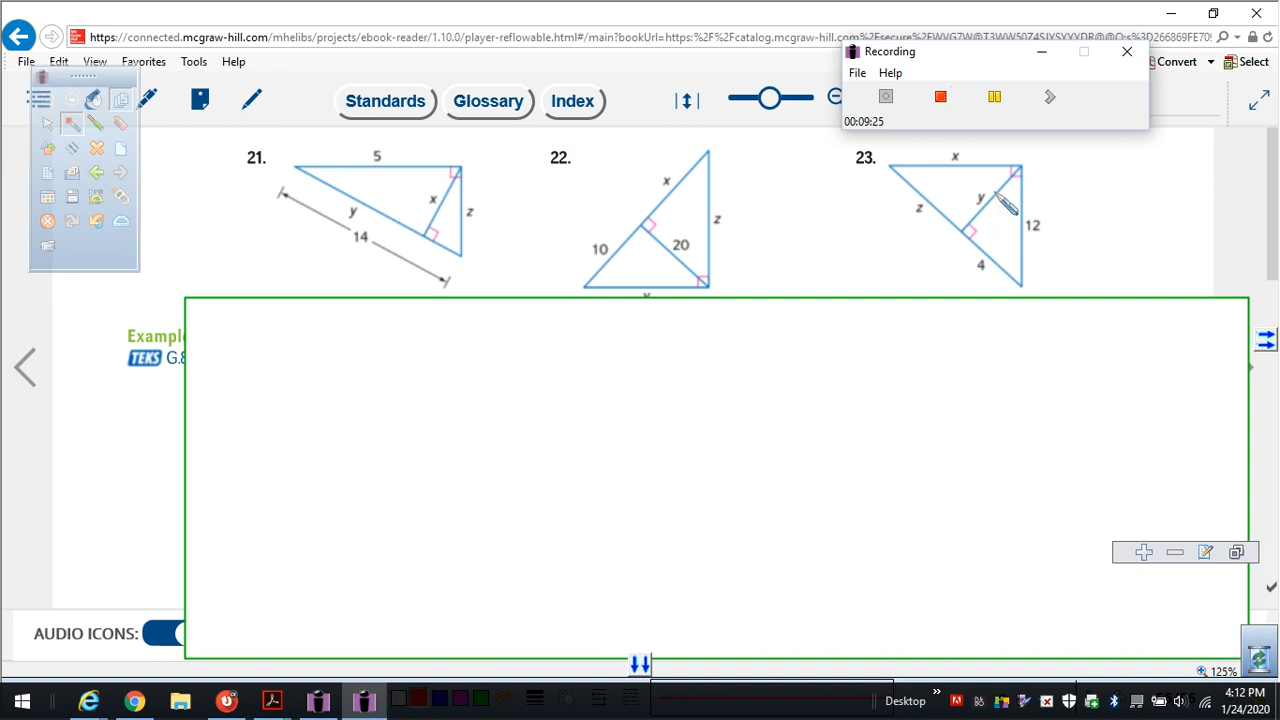 https://connected.mcgraw-hill.com/mhelibs/projects/ebook-reader/1.10.0/player-reflowable.html#/main?bookUrl=https:%2F%2Fcatalog.mcgraw-hill.
File Edit View Favorites Tools Help
Convert Select
Recording
File Help
00:09:25
Standards Glossary Index
21. 5 x y z 14
22. x z 10 20
23. x y z 12 4
Example
TEKS G.8
AUDIO ICONS:
125%
Desktop
4:12 PM
1/24/2020